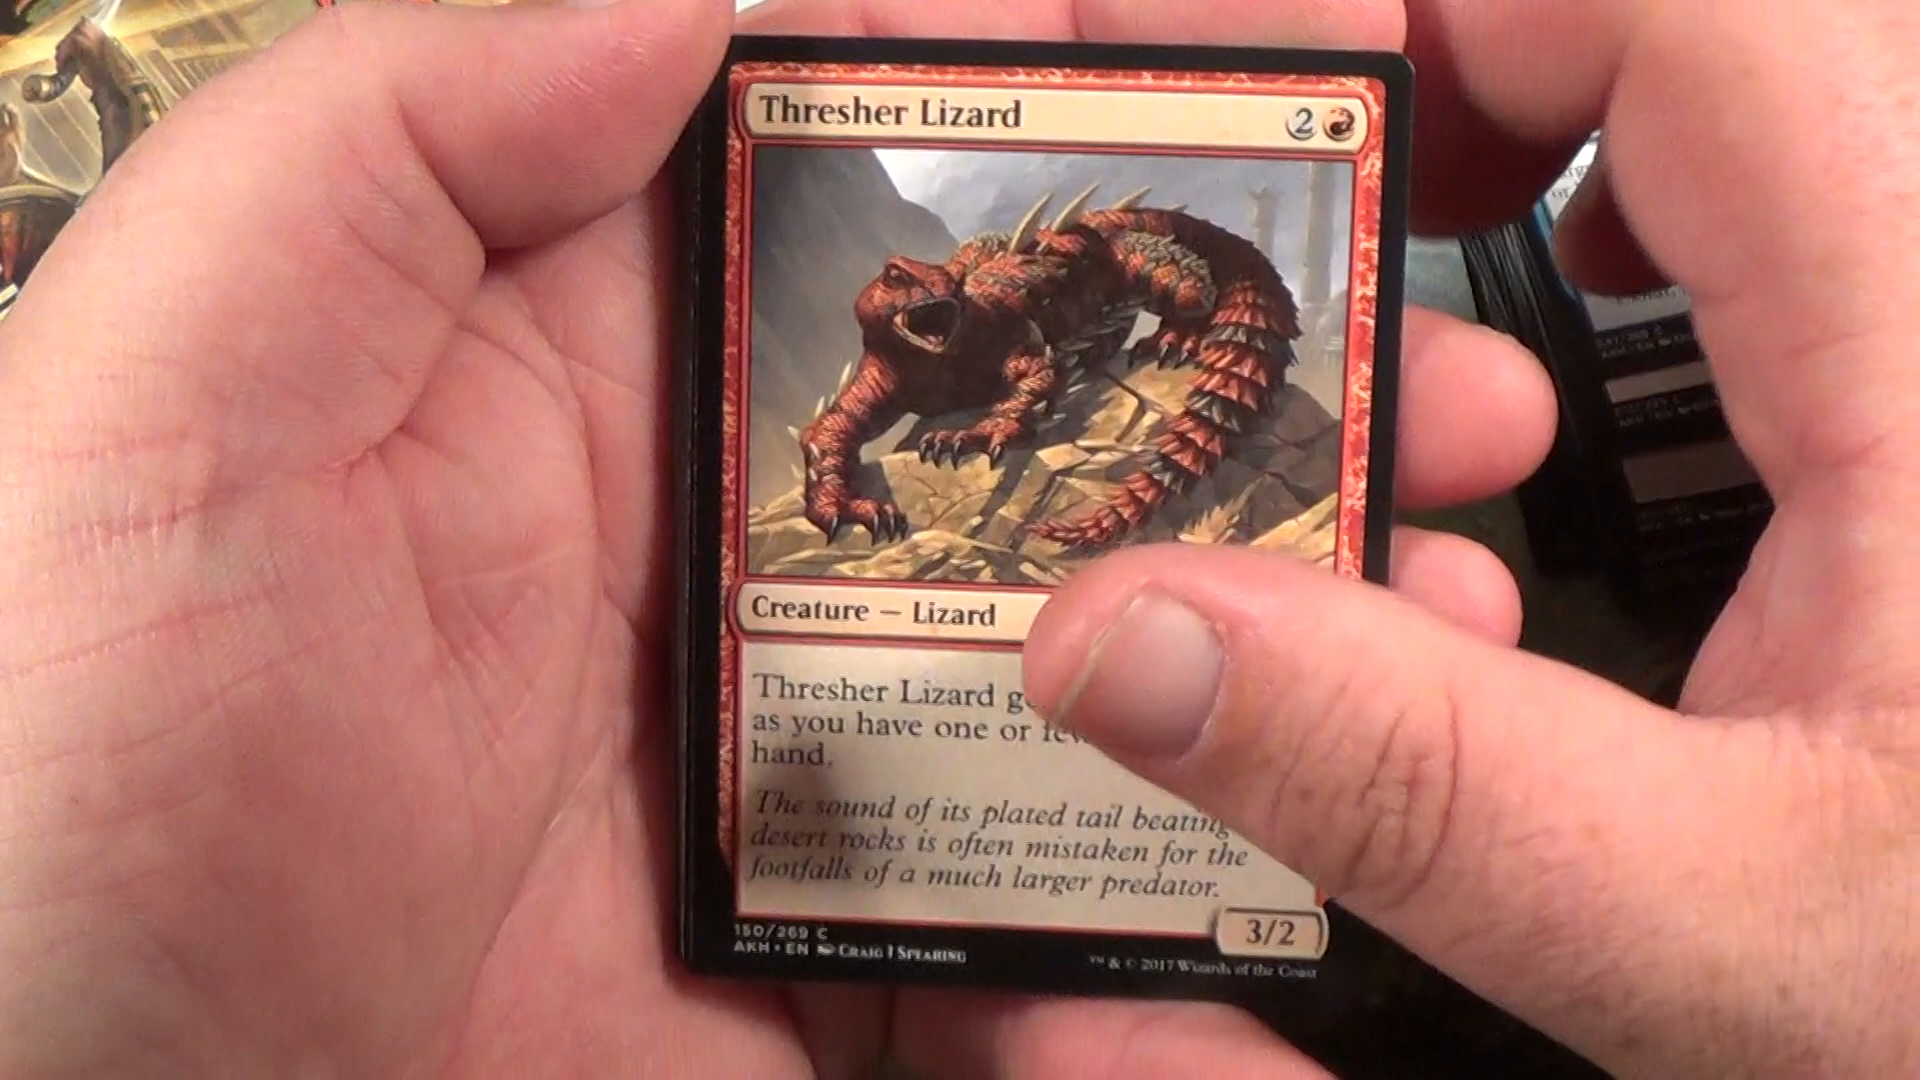 Thresher Lizard 2
Creature — Lizard
Thresher Lizard
as you have one or
hand.
The sound of its plated tail beating
desert rocks is often mistaken for the
footfalls of a much larger predator.
3/2
150/269 C
AKH • EN Craig J Spearing
™ & © 2017 Wizards of the Coast